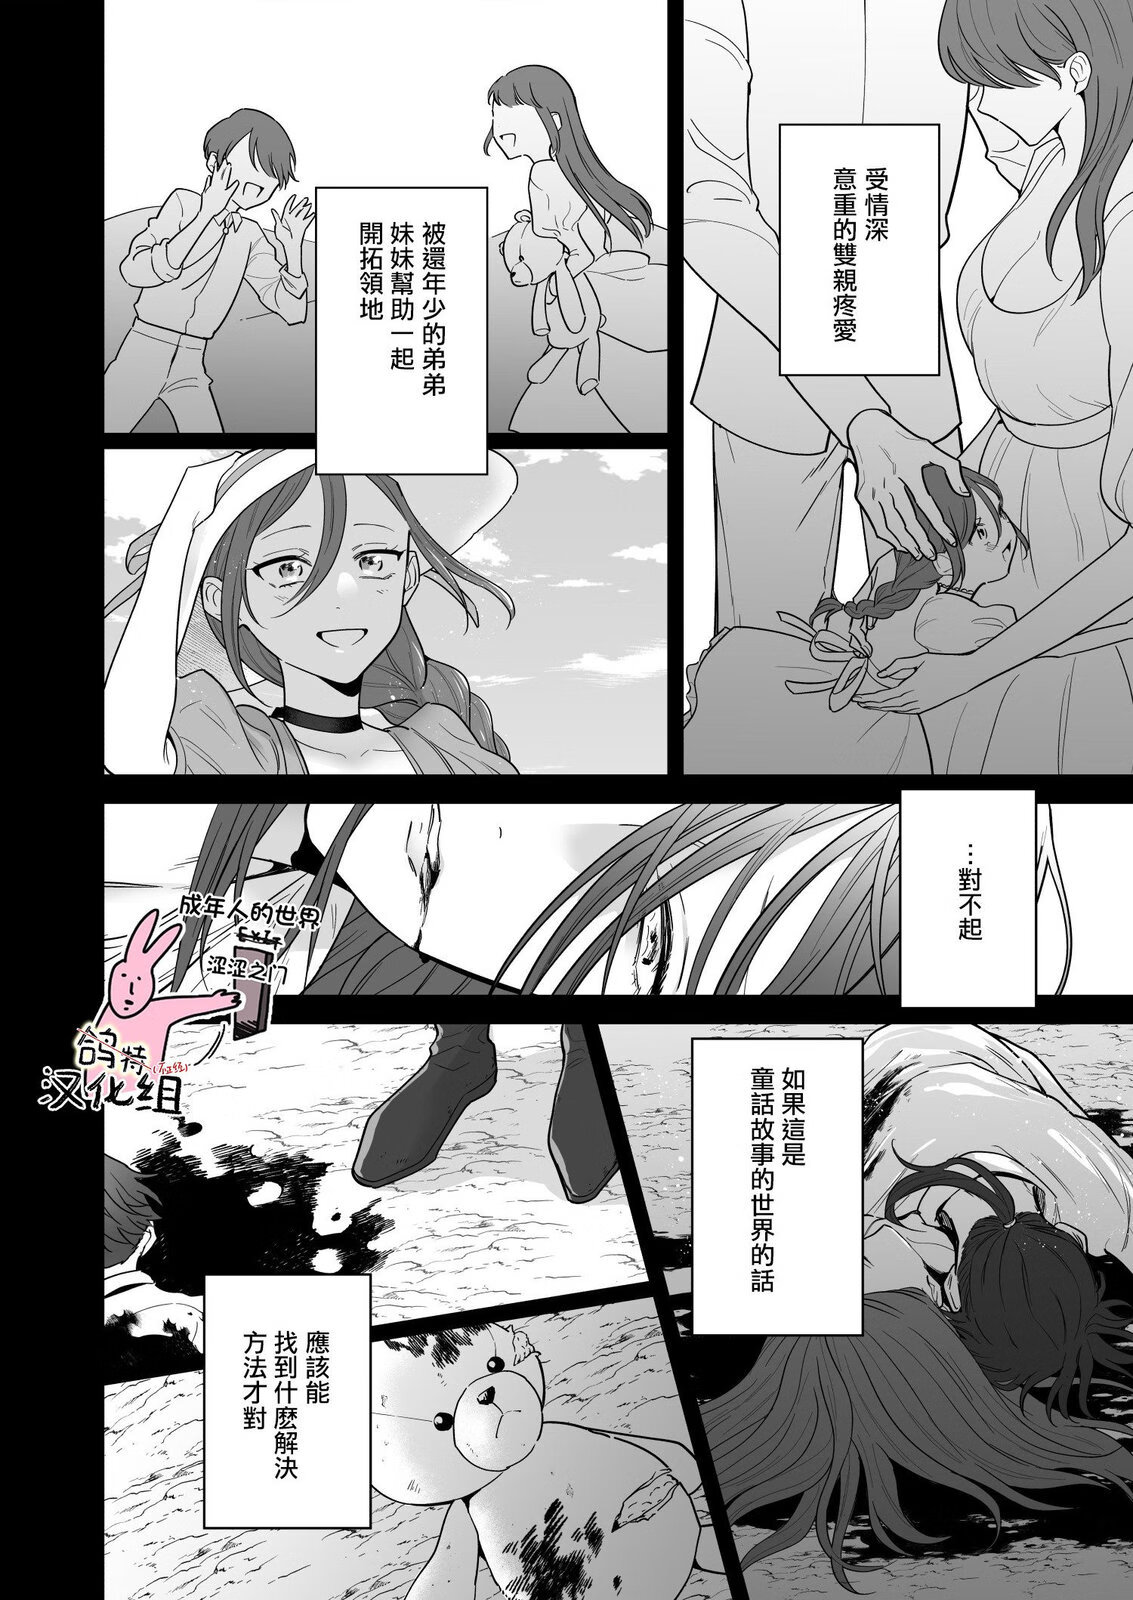 受情深
意重的雙親疼愛
被還年少的弟弟
妹妹幫助一起
開拓領地
…對不起
如果這是
童話故事的世界的話
應該能
找到什麼解決
方法才對
成年人的世界
EXIT
涩涩之门
鸽特
汉化组